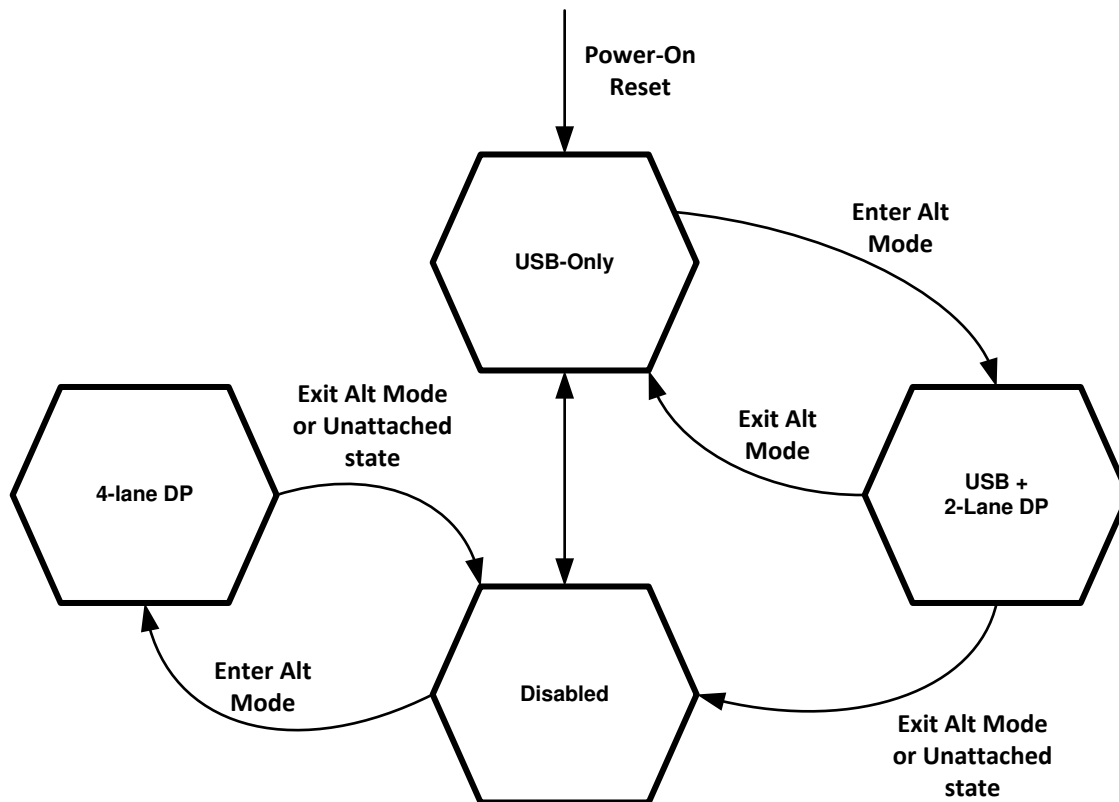 Power-On
Reset
USB-Only
Enter Alt
Mode
Exit Alt
Mode
USB +
2-Lane DP
Exit Alt Mode
or Unattached
state
4-lane DP
Enter Alt
Mode
Disabled
Exit Alt Mode
or Unattached
state